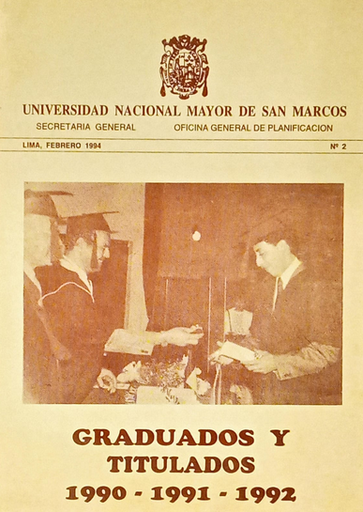 UNIVERSIDAD NACIONAL MAYOR DE SAN MARCOS
SECRETARIA GENERAL OFICINA GENERAL DE PLANIFICACION
LIMA, FEBRERO 1994 Nº 2
GRADUADOS Y
TITULADOS
1990 - 1991 - 1992